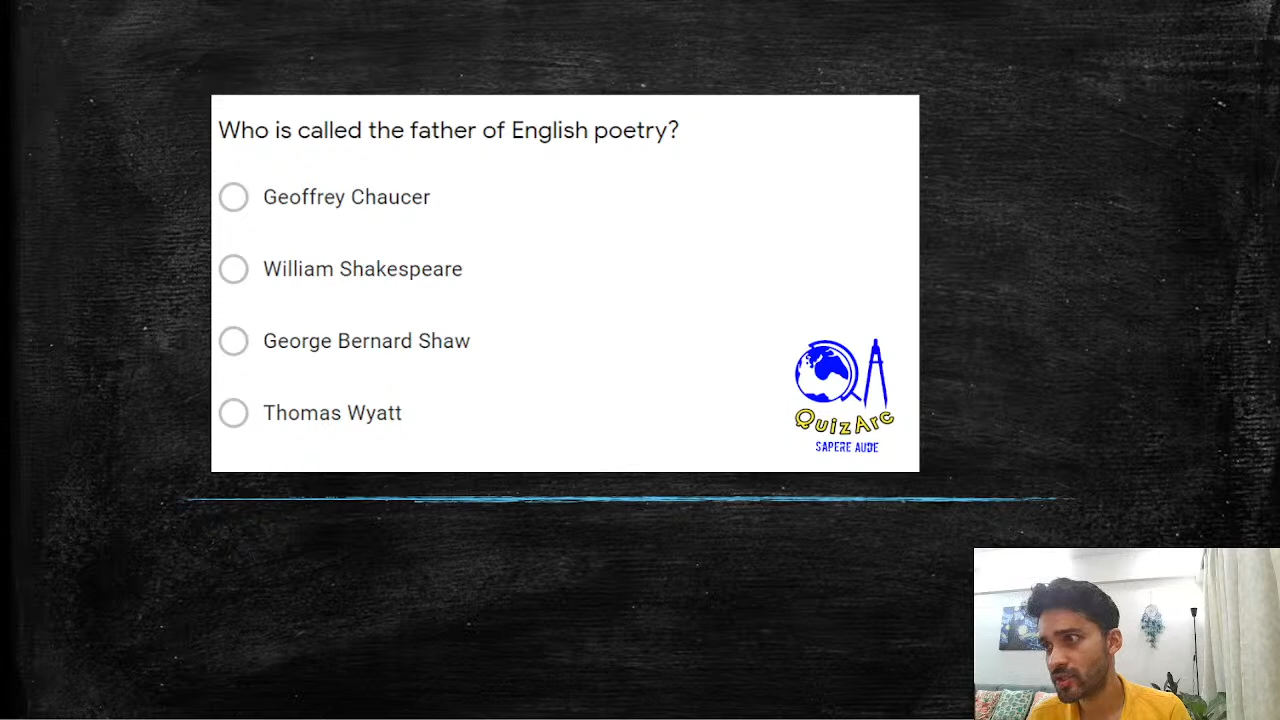 Who is called the father of English poetry?
Geoffrey Chaucer
William Shakespeare
George Bernard Shaw
Thomas Wyatt
QA
QuizArc
SAPERE AUDE